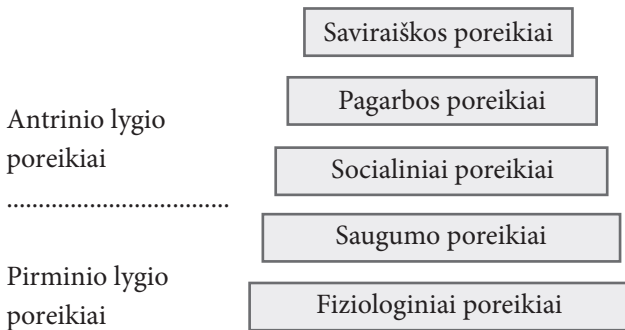 Saviraiškos poreikiai
Pagarbos poreikiai
Antrinio lygio
poreikiai
Socialiniai poreikiai
.................................
Saugumo poreikiai
Pirminio lygio
poreikiai
Fiziologiniai poreikiai